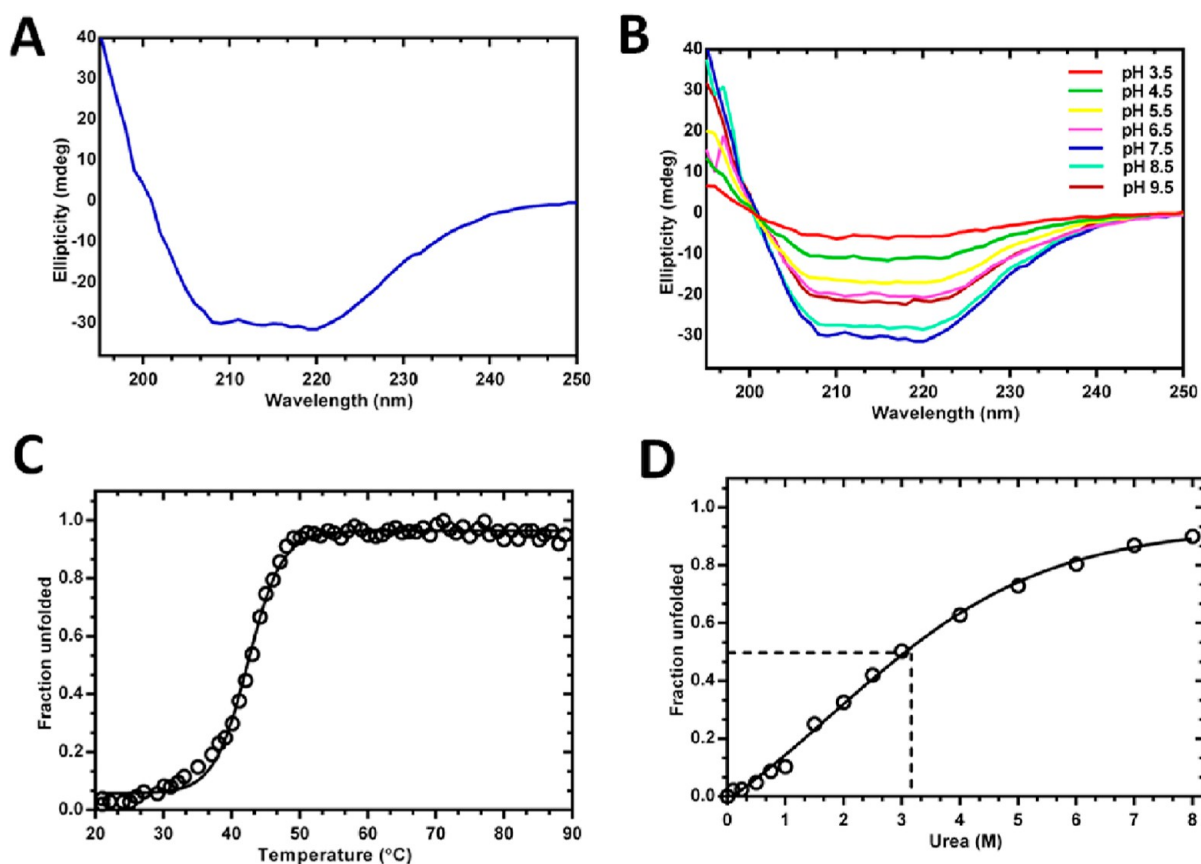 A
40
30
20
10
0
-10
-20
-30
Ellipticity (mdeg)
200 210 220 230 240 250
Wavelength (nm)
B
40
30
20
10
0
-10
-20
-30
Ellipticity (mdeg)
pH 3.5
pH 4.5
pH 5.5
pH 6.5
pH 7.5
pH 8.5
pH 9.5
200 210 220 230 240 250
Wavelength (nm)
C
1.0
0.8
0.6
0.4
0.2
0.0
Fraction unfolded
20 30 40 50 60 70 80 90
Temperature (°C)
D
1.0
0.8
0.6
0.4
0.2
0.0
Fraction unfolded
0 1 2 3 4 5 6 7 8
Urea (M)